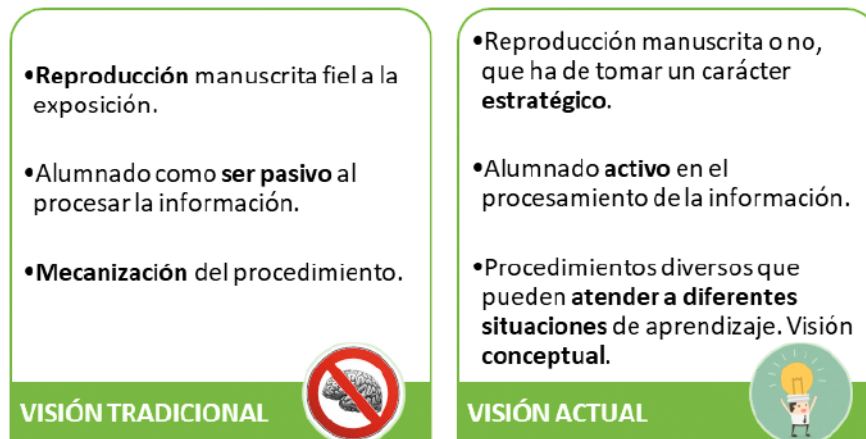 •Reproducción manuscrita fiel a la
exposición.
•Alumnado como ser pasivo al
procesar la información.
•Mecanización del procedimiento.
VISIÓN TRADICIONAL
•Reproducción manuscrita o no,
que ha de tomar un carácter
estratégico.
•Alumnado activo en el
procesamiento de la información.
•Procedimientos diversos que
pueden atender a diferentes
situaciones de aprendizaje. Visión
conceptual.
VISIÓN ACTUAL